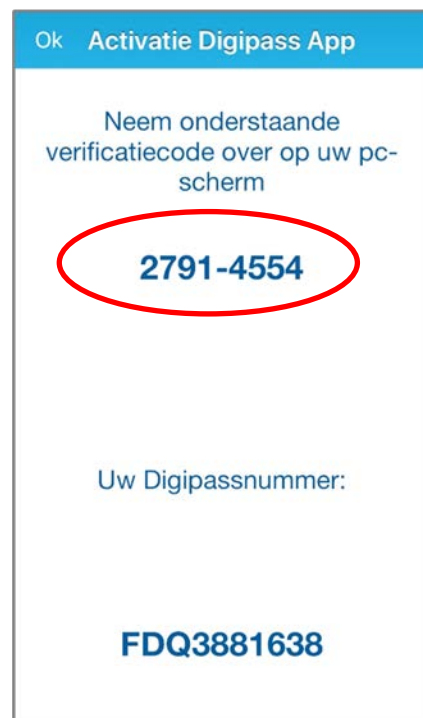 Ok Activatie Digipass App
Neem onderstaande
verificatiecode over op uw pc-
scherm
2791-4554
Uw Digipassnummer:
FDQ3881638